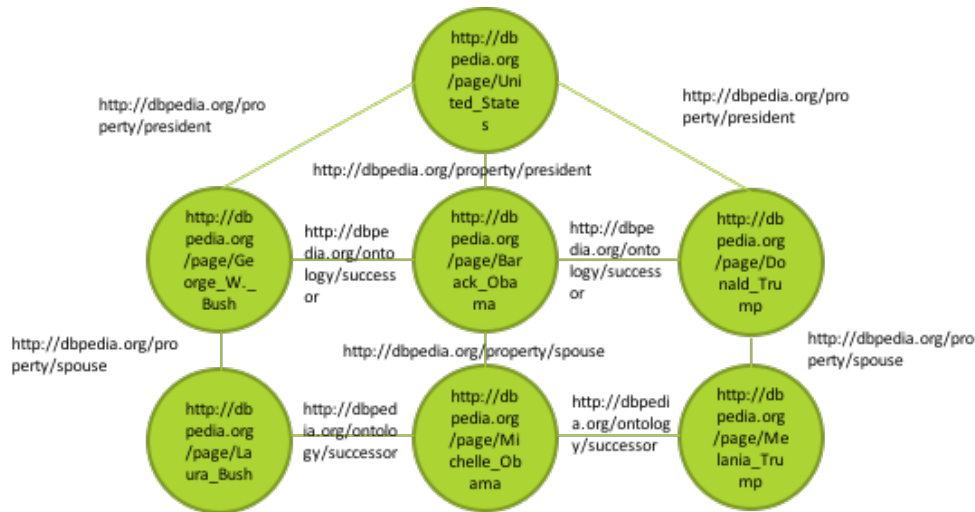 http://db
pedia.org
/page/Uni
ted_State
s
http://dbpedia.org/pro
perty/president
http://dbpedia.org/pro
perty/president
http://dbpedia.org/property/president
http://db
pedia.org
/page/Ge
orge_W._
Bush
http://dbpe
dia.org/onto
logy/success
or
http://db
pedia.org
/page/Bar
ack_Oba
ma
http://dbpe
dia.org/onto
logy/success
or
http://db
pedia.org
/page/Do
nald_Tru
mp
http://dbpedia.org/pro
perty/spouse
http://dbpedia.org/property/spouse
http://dbpedia.org/pro
perty/spouse
http://db
pedia.org
/page/La
ura_Bush
http://dbped
ia.org/ontolo
gy/successor
http://db
pedia.org
/page/Mi
chelle_Ob
ama
http://dbpedi
a.org/ontolog
y/successor
http://db
pedia.org
/page/Me
lania_Tru
mp